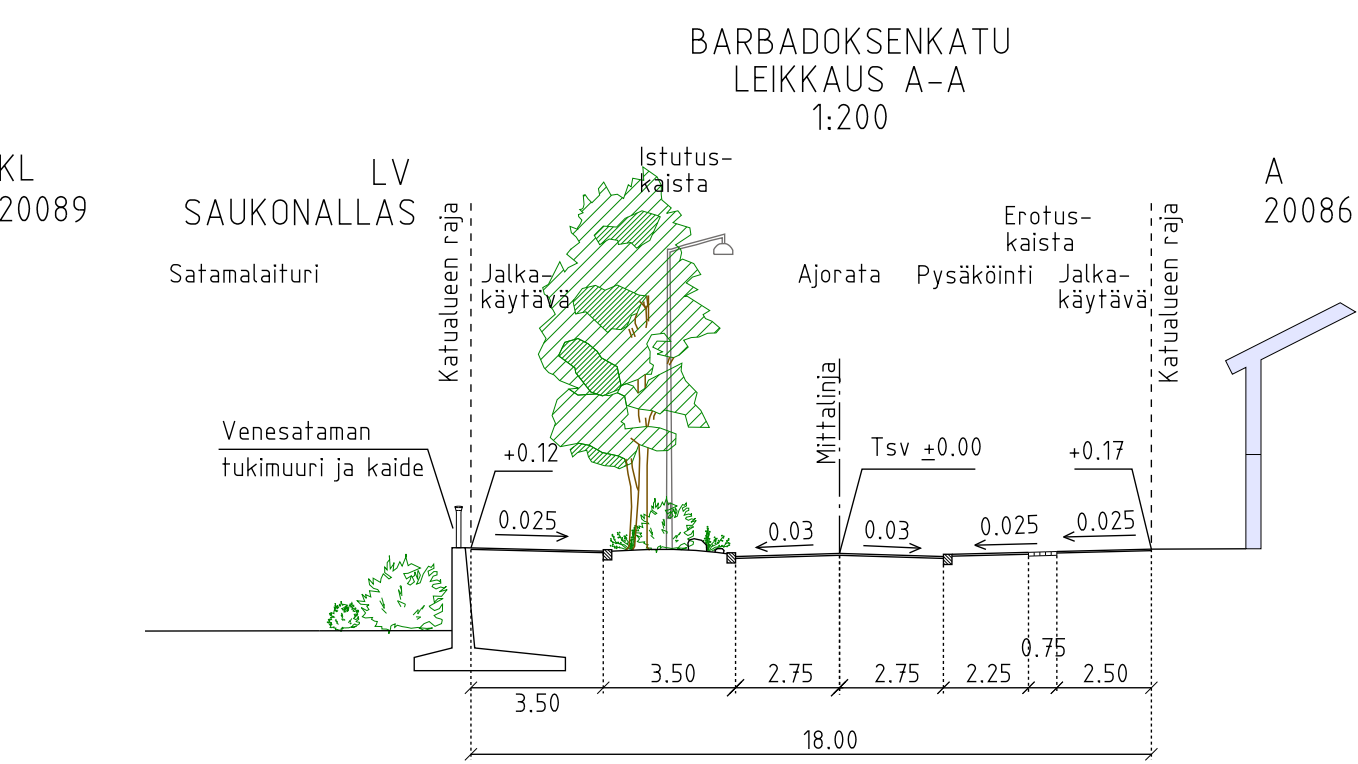 BARBADOKSENKATU
LEIKKAUS A-A
1:200
KL
20089
LV
SAUKONALLAS
Istutus-
kaista
A
20086
Katualueen raja
Erotus-
kaista
Katualueen raja
Satamalaituri
Jalka-
käytävä
Ajorata
Pysäköinti
Jalka-
käytävä
Mittalinja
Venesataman
tukimuuri ja kaide
+0.12
Tsv ±0.00
+0.17
0.025
0.03
0.03
0.025
0.025
0.75
3.50
2.75
2.75
2.25
2.50
3.50
18.00